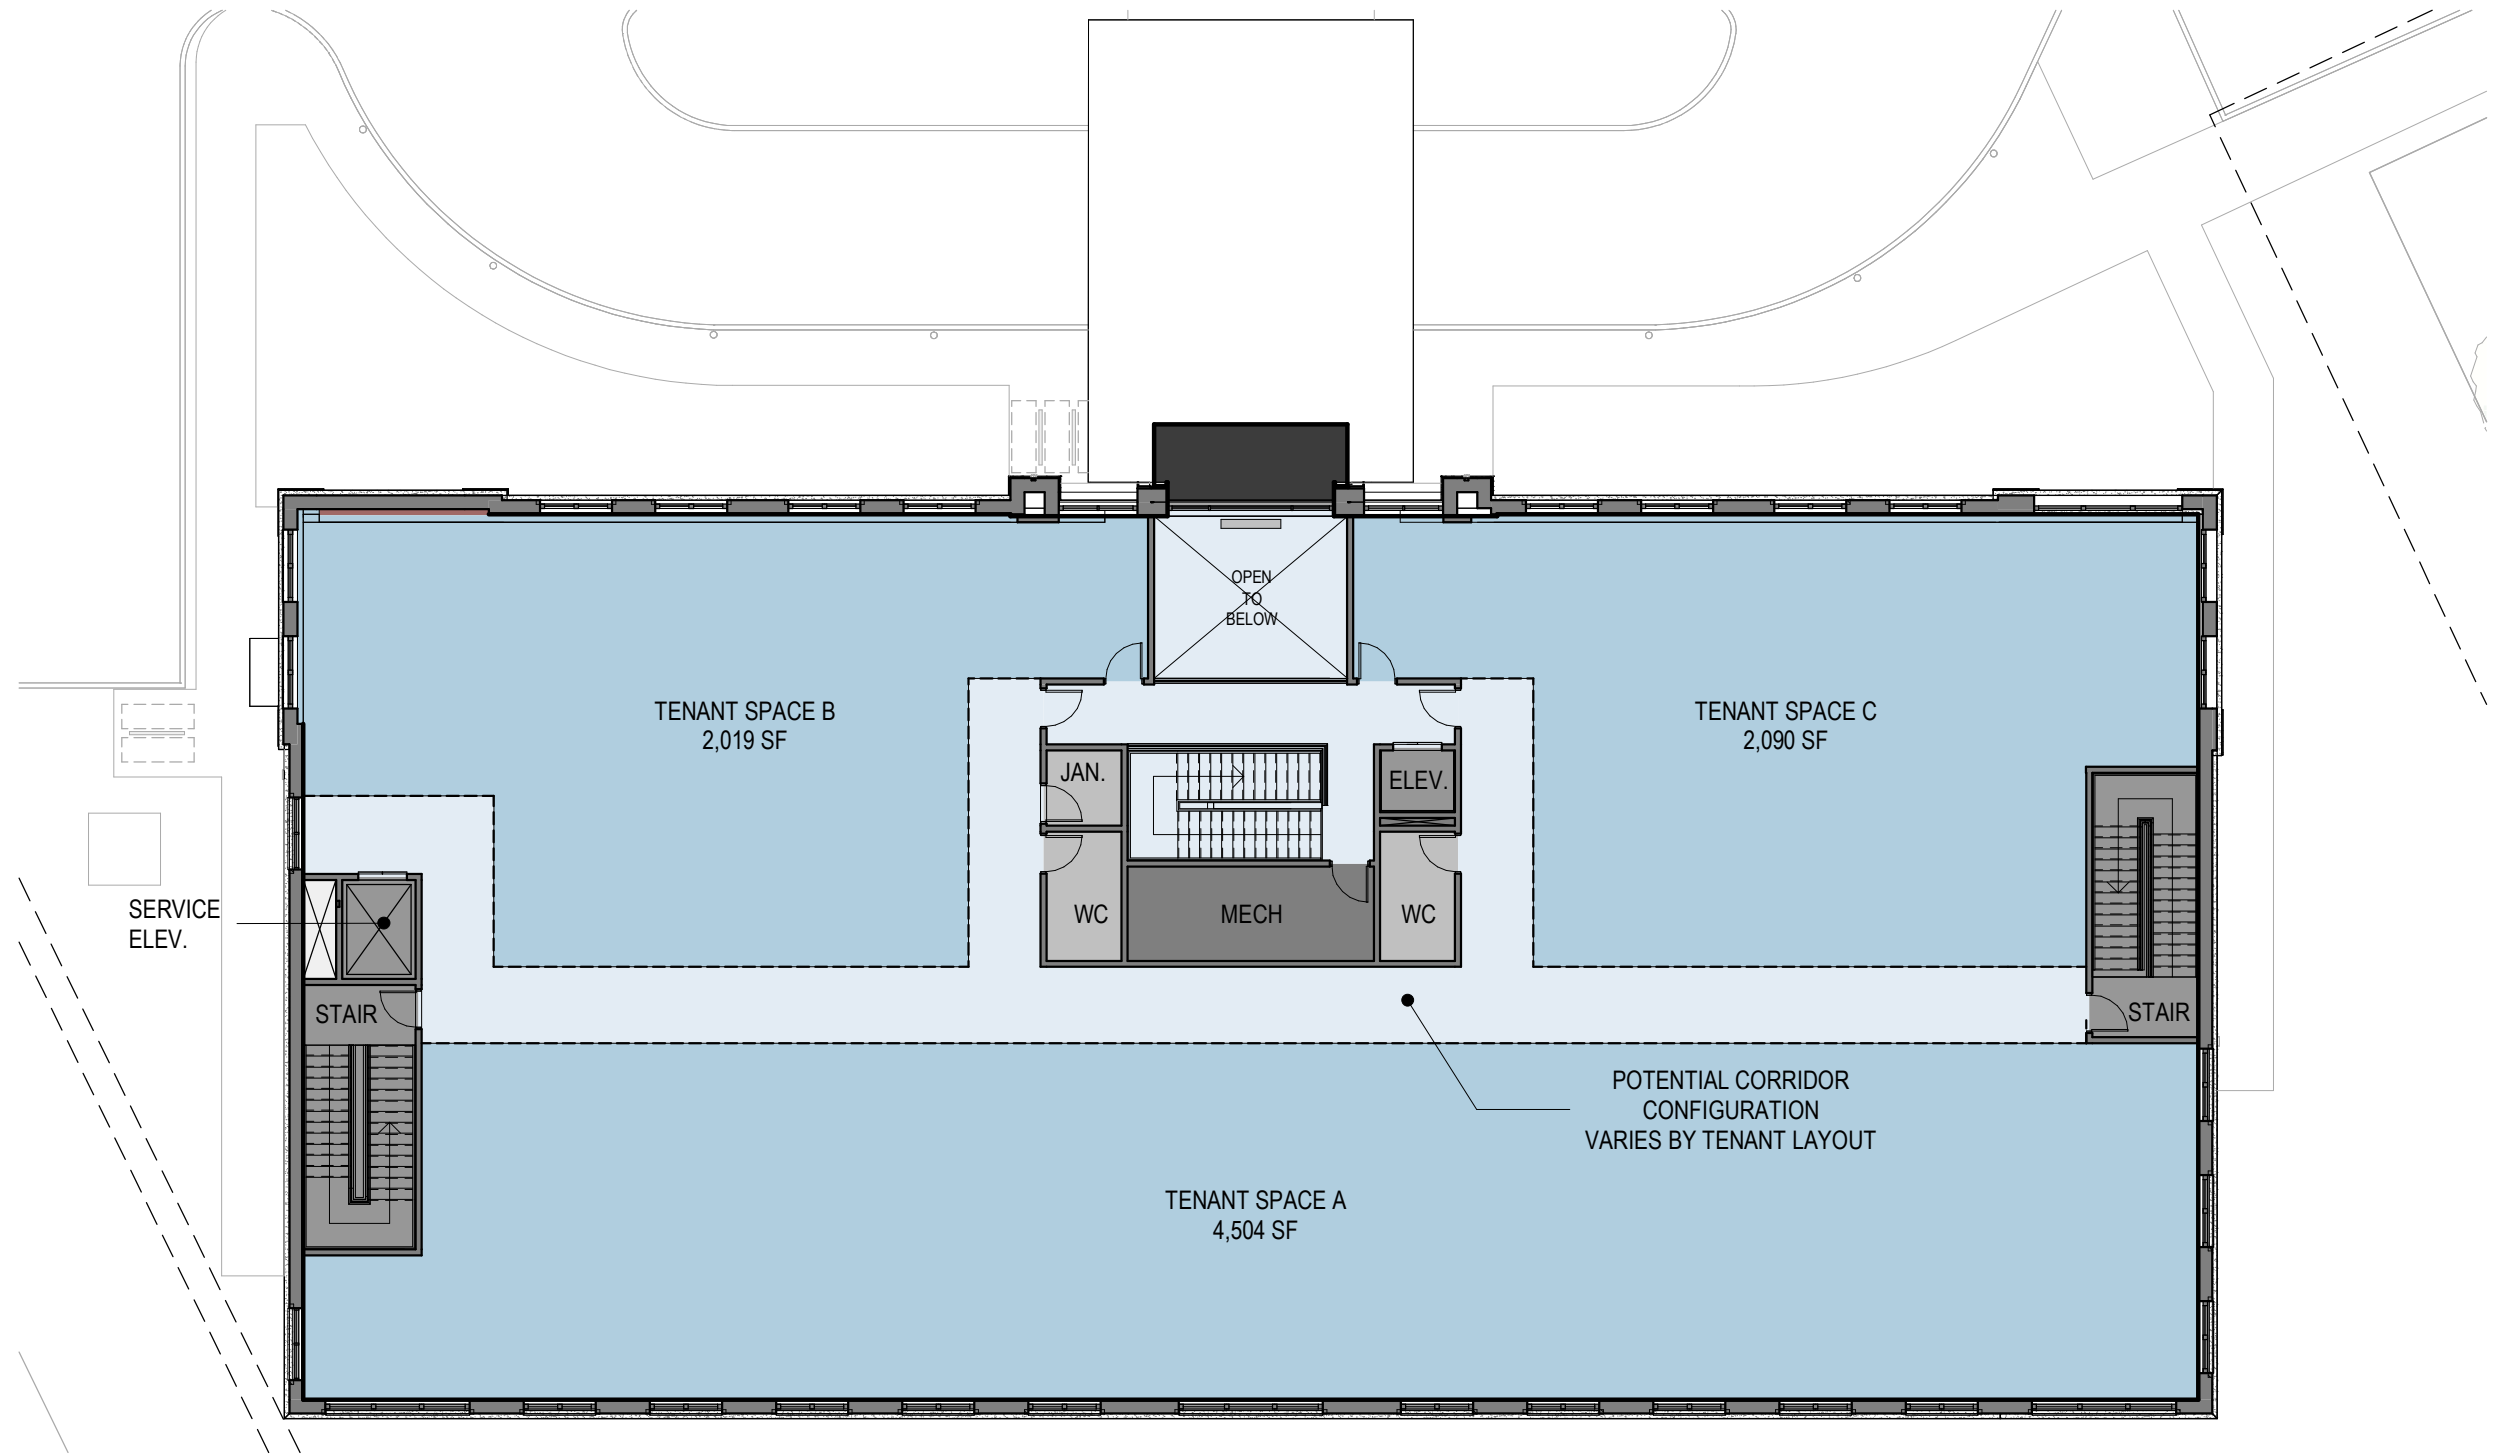 OPEN
TO
BELOW
TENANT SPACE B
2,019 SF
TENANT SPACE C
2,090 SF
JAN.
ELEV.
SERVICE
ELEV.
WC
MECH
WC
STAIR
STAIR
POTENTIAL CORRIDOR
CONFIGURATION
VARIES BY TENANT LAYOUT
TENANT SPACE A
4,504 SF